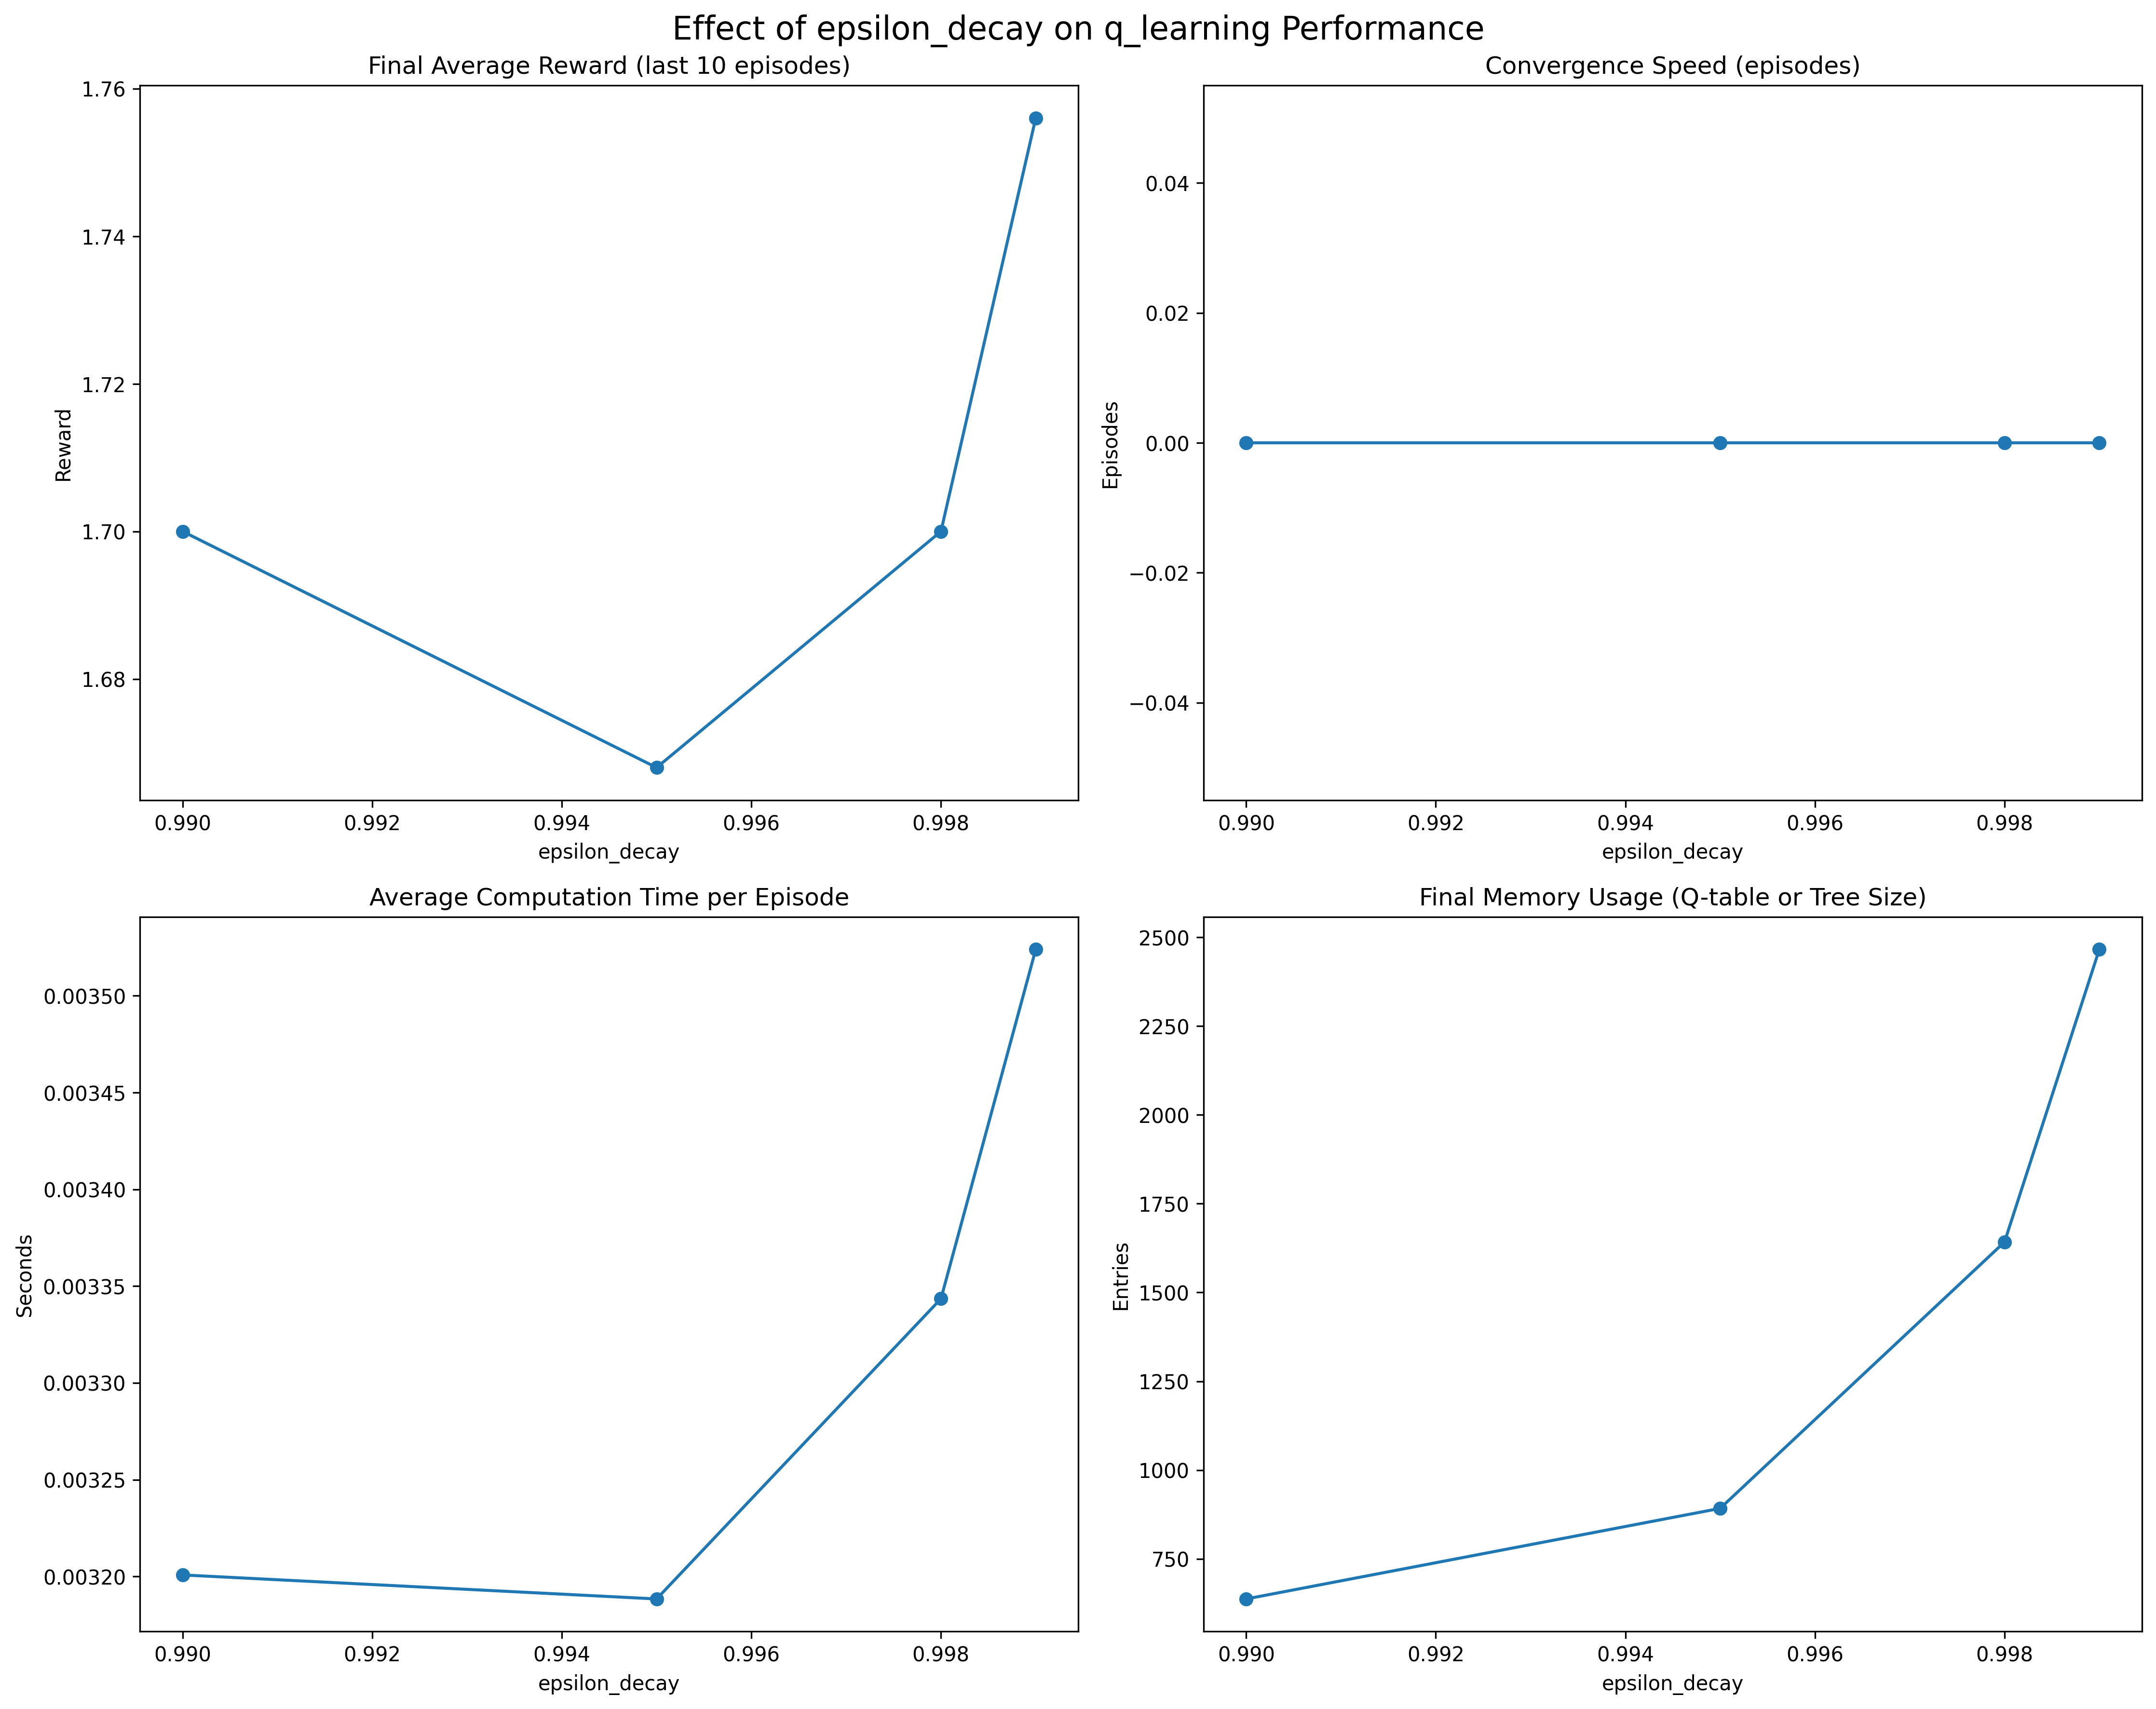 Effect of epsilon_decay on q_learning Performance
Final Average Reward (last 10 episodes)
1.76
1.74
1.72
1.70
1.68
Reward
0.990 0.992 0.994 0.996 0.998
epsilon_decay
Convergence Speed (episodes)
0.04
0.02
0.00
−0.02
−0.04
Episodes
0.990 0.992 0.994 0.996 0.998
epsilon_decay
Average Computation Time per Episode
0.00350
0.00345
0.00340
0.00335
0.00330
0.00325
0.00320
Seconds
0.990 0.992 0.994 0.996 0.998
epsilon_decay
Final Memory Usage (Q-table or Tree Size)
2500
2250
2000
1750
1500
1250
1000
750
Entries
0.990 0.992 0.994 0.996 0.998
epsilon_decay